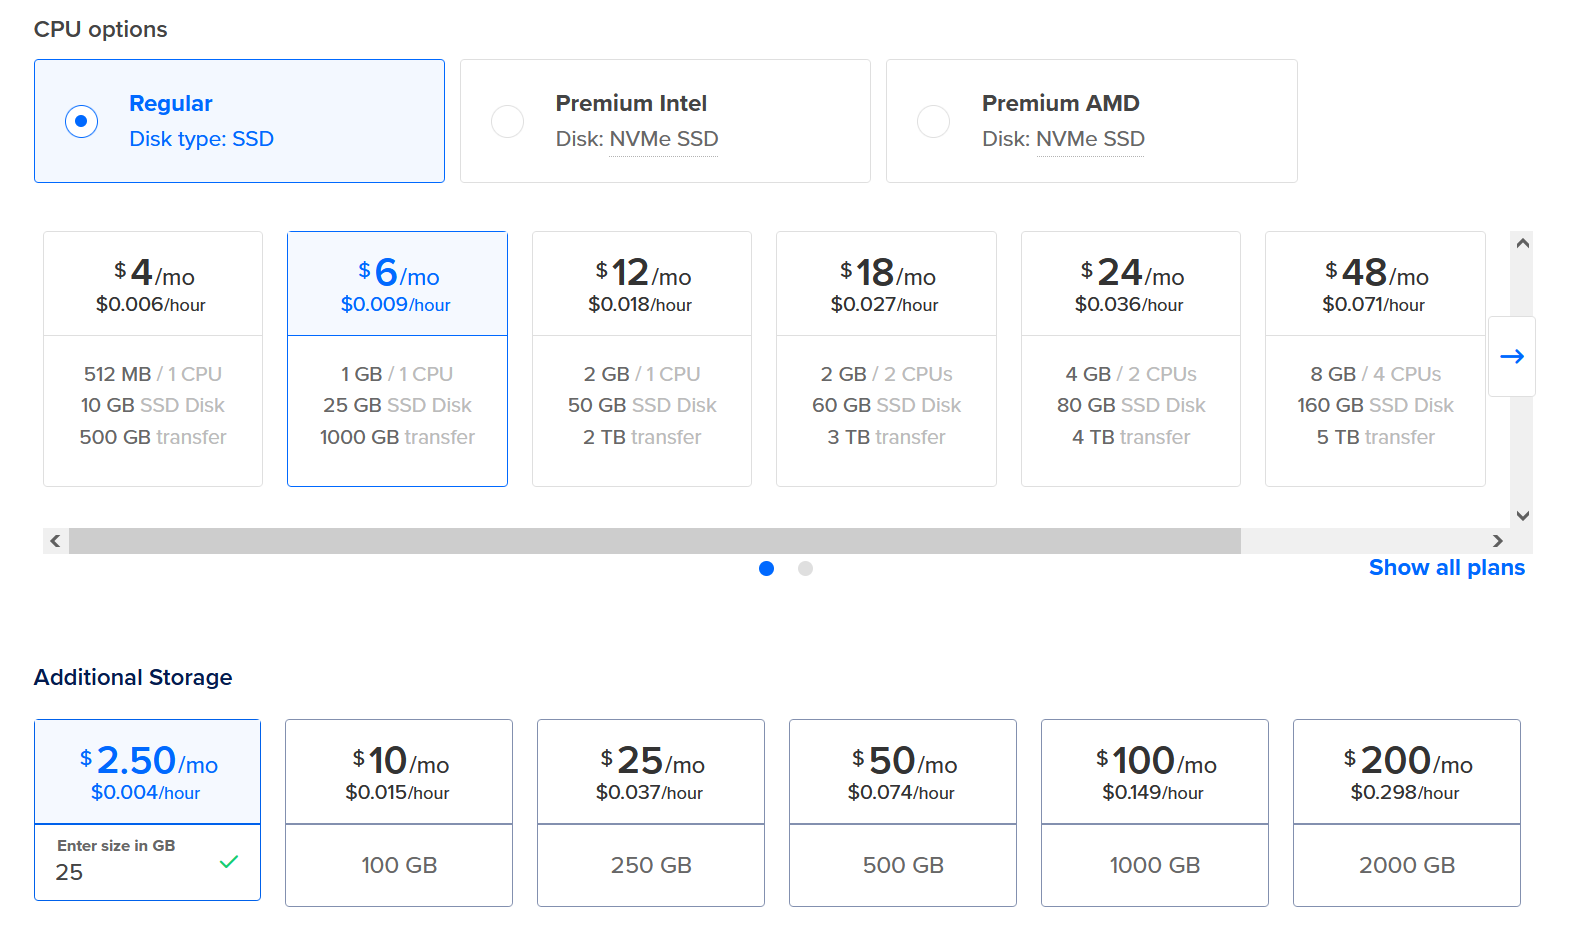 CPU options
Regular
Disk type: SSD
Premium Intel
Disk: NVMe SSD
Premium AMD
Disk: NVMe SSD
$4/mo
$0.006/hour
512 MB / 1 CPU
10 GB SSD Disk
500 GB transfer
$6/mo
$0.009/hour
1 GB / 1 CPU
25 GB SSD Disk
1000 GB transfer
$12/mo
$0.018/hour
2 GB / 1 CPU
50 GB SSD Disk
2 TB transfer
$18/mo
$0.027/hour
2 GB / 2 CPUs
60 GB SSD Disk
3 TB transfer
$24/mo
$0.036/hour
4 GB / 2 CPUs
80 GB SSD Disk
4 TB transfer
$48/mo
$0.071/hour
8 GB / 4 CPUs
160 GB SSD Disk
5 TB transfer
Show all plans
Additional Storage
$2.50/mo
$0.004/hour
Enter size in GB
25
$10/mo
$0.015/hour
100 GB
$25/mo
$0.037/hour
250 GB
$50/mo
$0.074/hour
500 GB
$100/mo
$0.149/hour
1000 GB
$200/mo
$0.298/hour
2000 GB